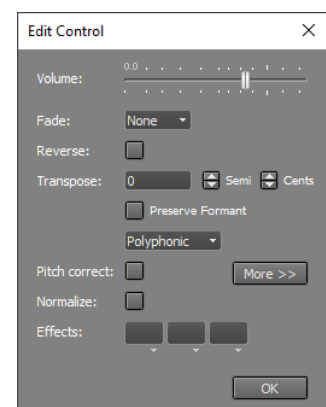 Edit Control
0.0
Volume:
Fade: None
Reverse:
Transpose: 0 Semi Cents
Preserve Formant
Polyphonic
Pitch correct: More >>
Normalize:
Effects:
OK